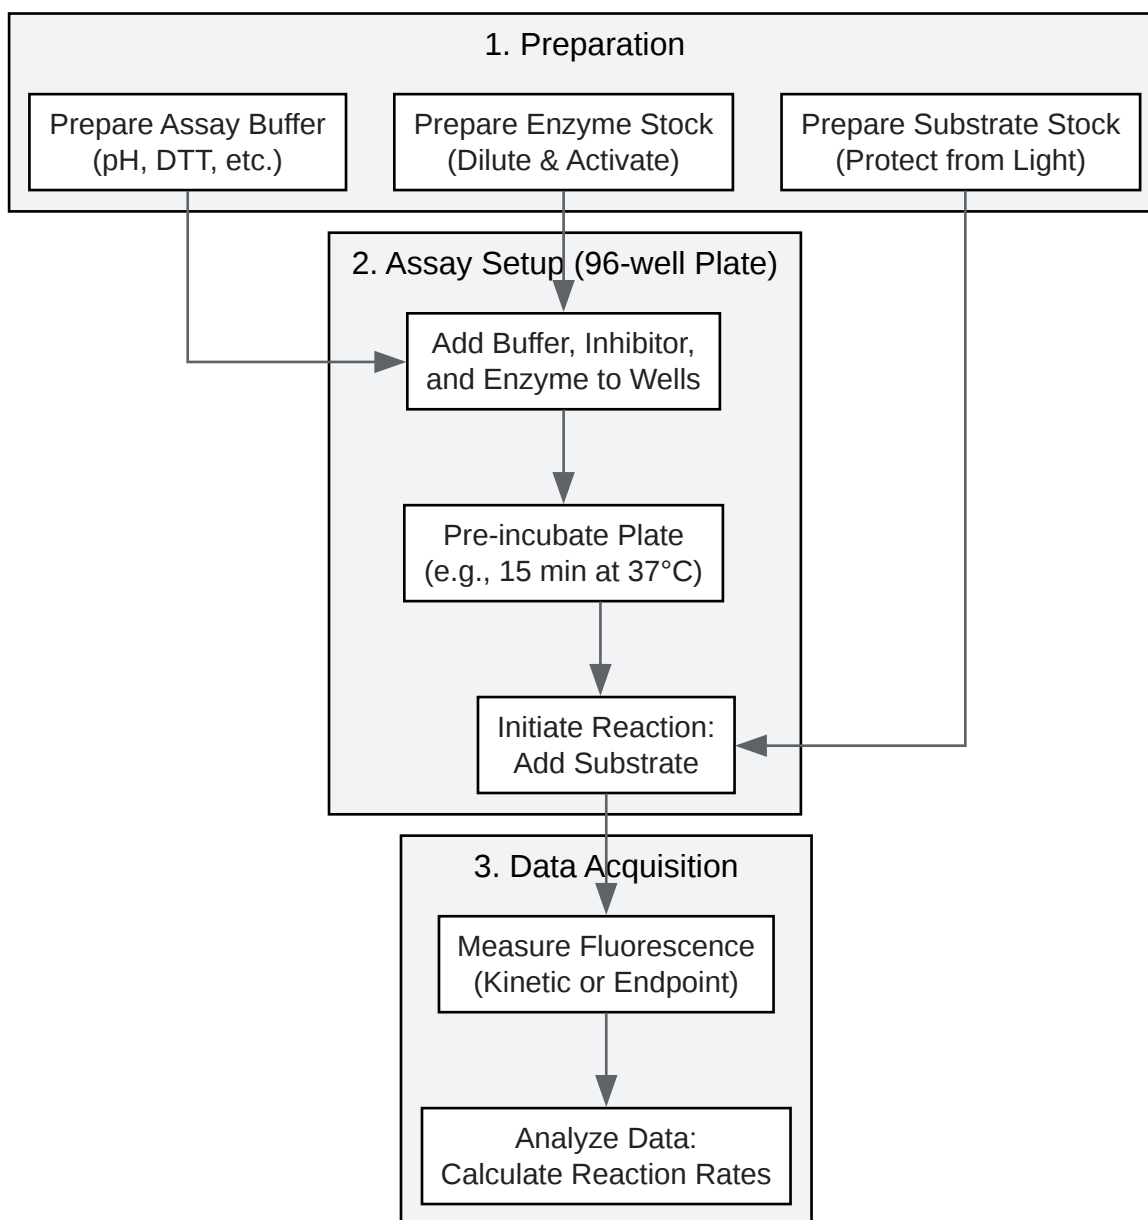 1. Preparation
Prepare Assay Buffer
(pH, DTT, etc.)
Prepare Enzyme Stock
(Dilute & Activate)
Prepare Substrate Stock
(Protect from Light)
2. Assay Setup (96-well Plate)
Add Buffer, Inhibitor,
and Enzyme to Wells
Pre-incubate Plate
(e.g., 15 min at 37°C)
Initiate Reaction:
Add Substrate
3. Data Acquisition
Measure Fluorescence
(Kinetic or Endpoint)
Analyze Data:
Calculate Reaction Rates